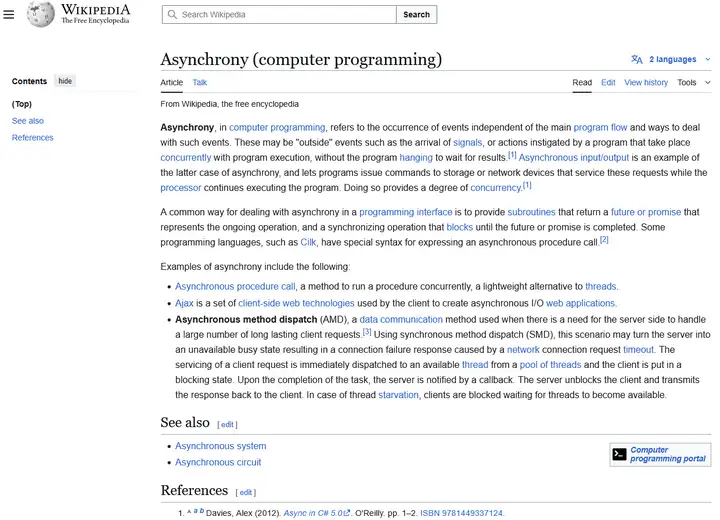 WIKIPEDIA
The Free Encyclopedia
Search Wikipedia
Search
Asynchrony (computer programming)
2 languages
Contents hide
(Top)
See also
References
Article Talk
Read Edit View history Tools
From Wikipedia, the free encyclopedia
Asynchrony, in computer programming, refers to the occurrence of events independent of the main program flow and ways to deal
with such events. These may be "outside" events such as the arrival of signals, or actions instigated by a program that take place
concurrently with program execution, without the program hanging to wait for results.[1] Asynchronous input/output is an example of
the latter case of asynchrony, and lets programs issue commands to storage or network devices that service these requests while the
processor continues executing the program. Doing so provides a degree of concurrency.[1]
A common way for dealing with asynchrony in a programming interface is to provide subroutines that return a future or promise that
represents the ongoing operation, and a synchronizing operation that blocks until the future or promise is completed. Some
programming languages, such as Cilk, have special syntax for expressing an asynchronous procedure call.[2]
Examples of asynchrony include the following:
• Asynchronous procedure call, a method to run a procedure concurrently, a lightweight alternative to threads.
• Ajax is a set of client-side web technologies used by the client to create asynchronous I/O web applications.
• Asynchronous method dispatch (AMD), a data communication method used when there is a need for the server side to handle
a large number of long lasting client requests.[3] Using synchronous method dispatch (SMD), this scenario may turn the server into
an unavailable busy state resulting in a connection failure response caused by a network connection request timeout. The
servicing of a client request is immediately dispatched to an available thread from a pool of threads and the client is put in a
blocking state. Upon the completion of the task, the server is notified by a callback. The server unblocks the client and transmits
the response back to the client. In case of thread starvation, clients are blocked waiting for threads to become available.
See also [ edit ]
• Asynchronous system
• Asynchronous circuit
Computer
programming portal
References [ edit ]
1. ^ a b Davies, Alex (2012). Async in C# 5.0. O'Reilly. pp. 1–2. ISBN 9781449337124.